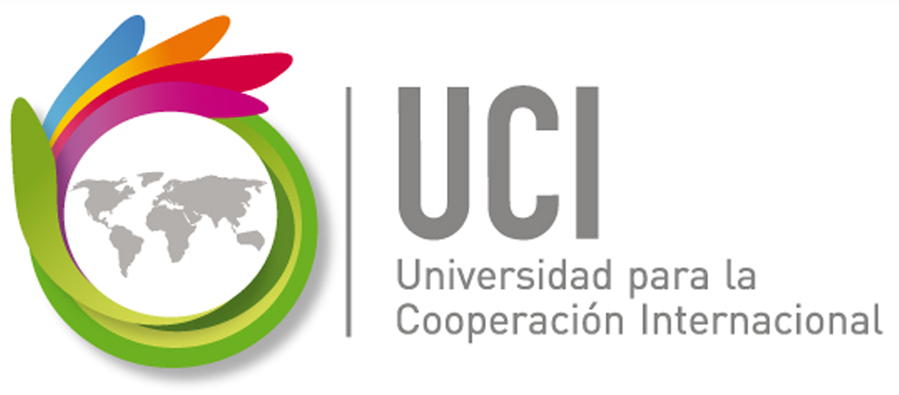 UCI
Universidad para la
Cooperación Internacional